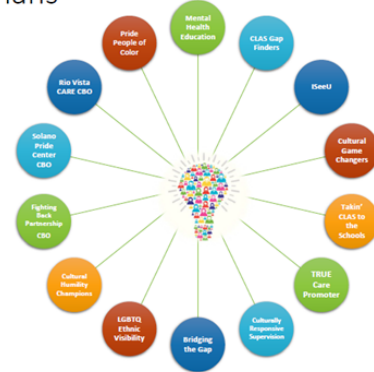 Mental
Health
Education
CLAS Gap
Finders
ISeeU
Cultural
Game
Changers
Takin'
CLAS to
the
Schools
TRUE
Care
Promoter
Culturally
Responsive
Supervision
Bridging
the Gap
LGBTQ
Ethnic
Visibility
Cultural
Humility
Champions
Fighting
Back
Partnership
CBO
Solano
Pride
Center
CBO
Rio Vista
CARE CBO
Pride
People of
Color